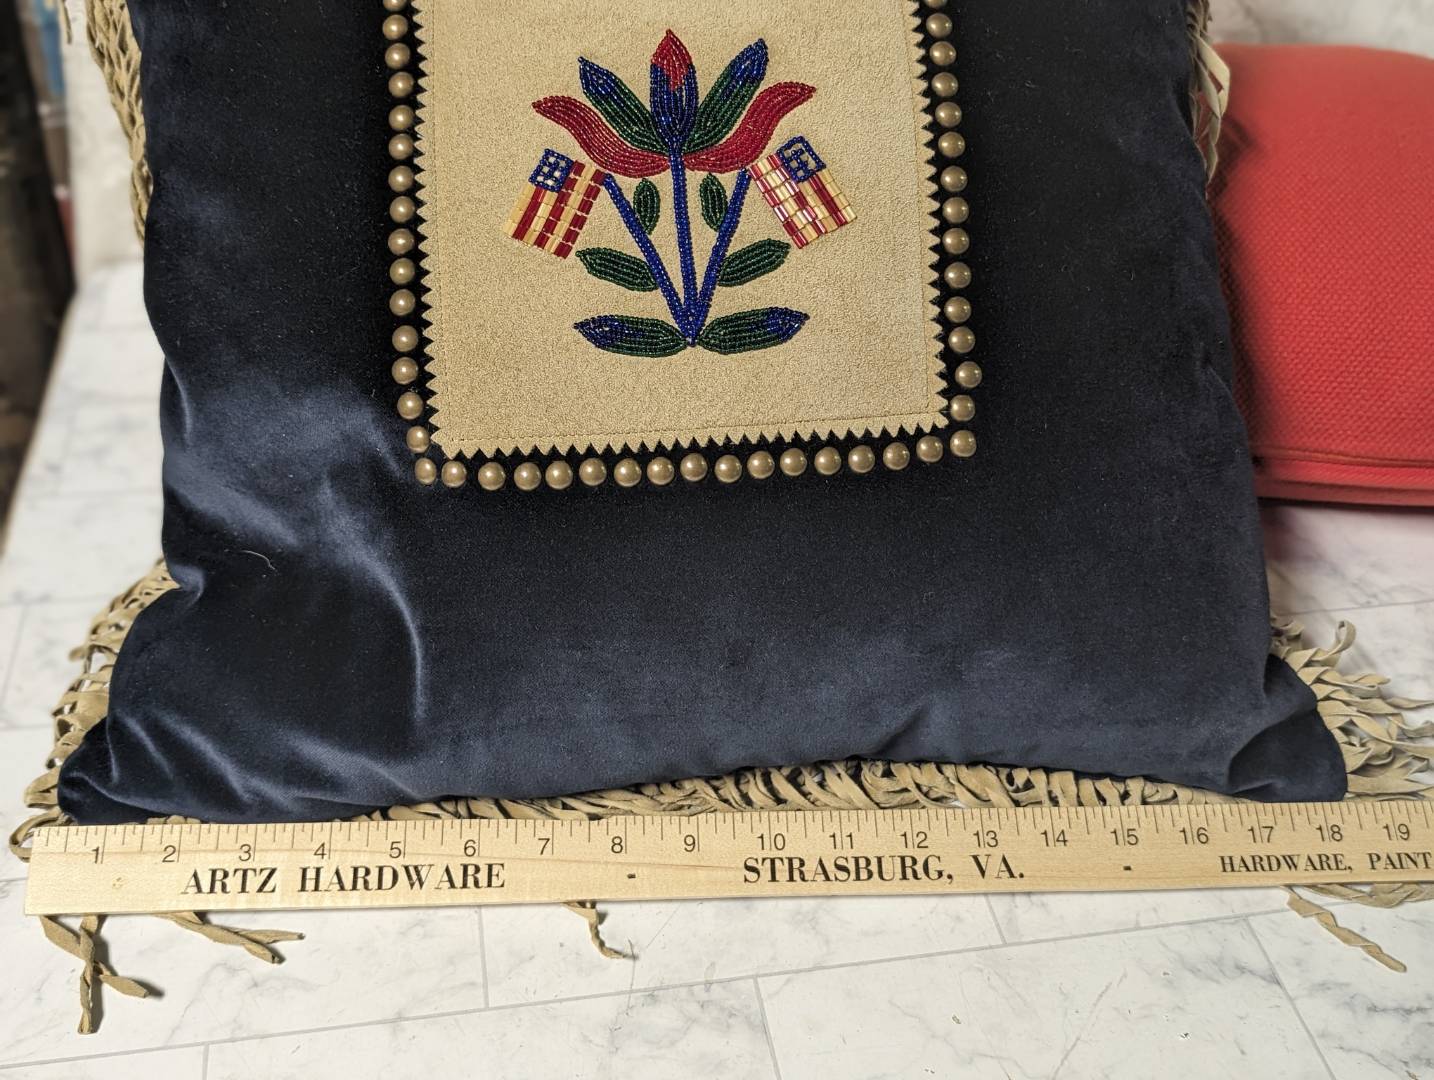 1 2 3 4 5 6 7 8 9 10 11 12 13 14 15 16 17 18 19
ARTZ HARDWARE - STRASBURG, VA. - HARDWARE, PAINT